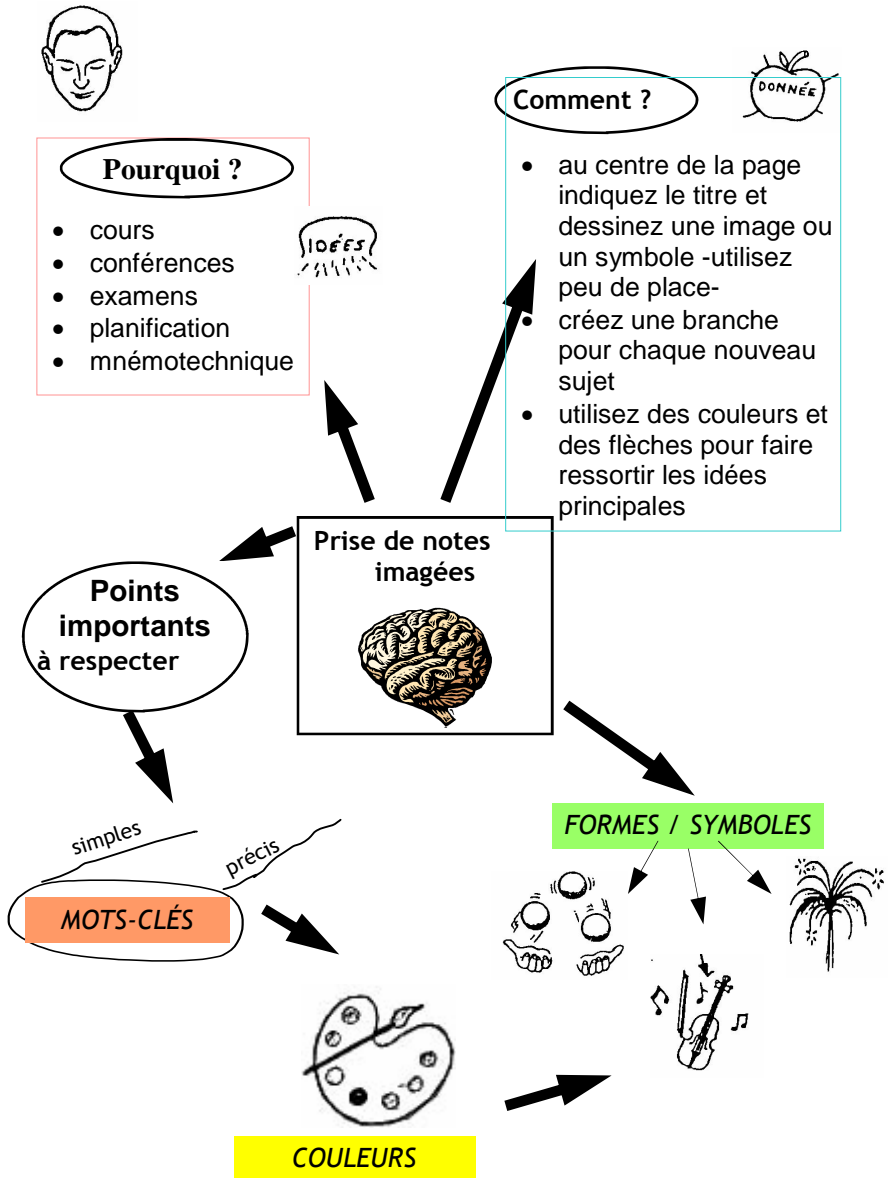 Pourquoi ?
• cours
• conférences
• examens
• planification
• mnémotechnique
IDÉES
Comment ?
DONNÉE
• au centre de la page
indiquez le titre et
dessinez une image ou
un symbole -utilisez
peu de place-
• créez une branche
pour chaque nouveau
sujet
• utilisez des couleurs et
des flèches pour faire
ressortir les idées
principales
Prise de notes
imagées
Points
importants
à respecter
simples
précis
MOTS-CLÉS
FORMES / SYMBOLES
COULEURS